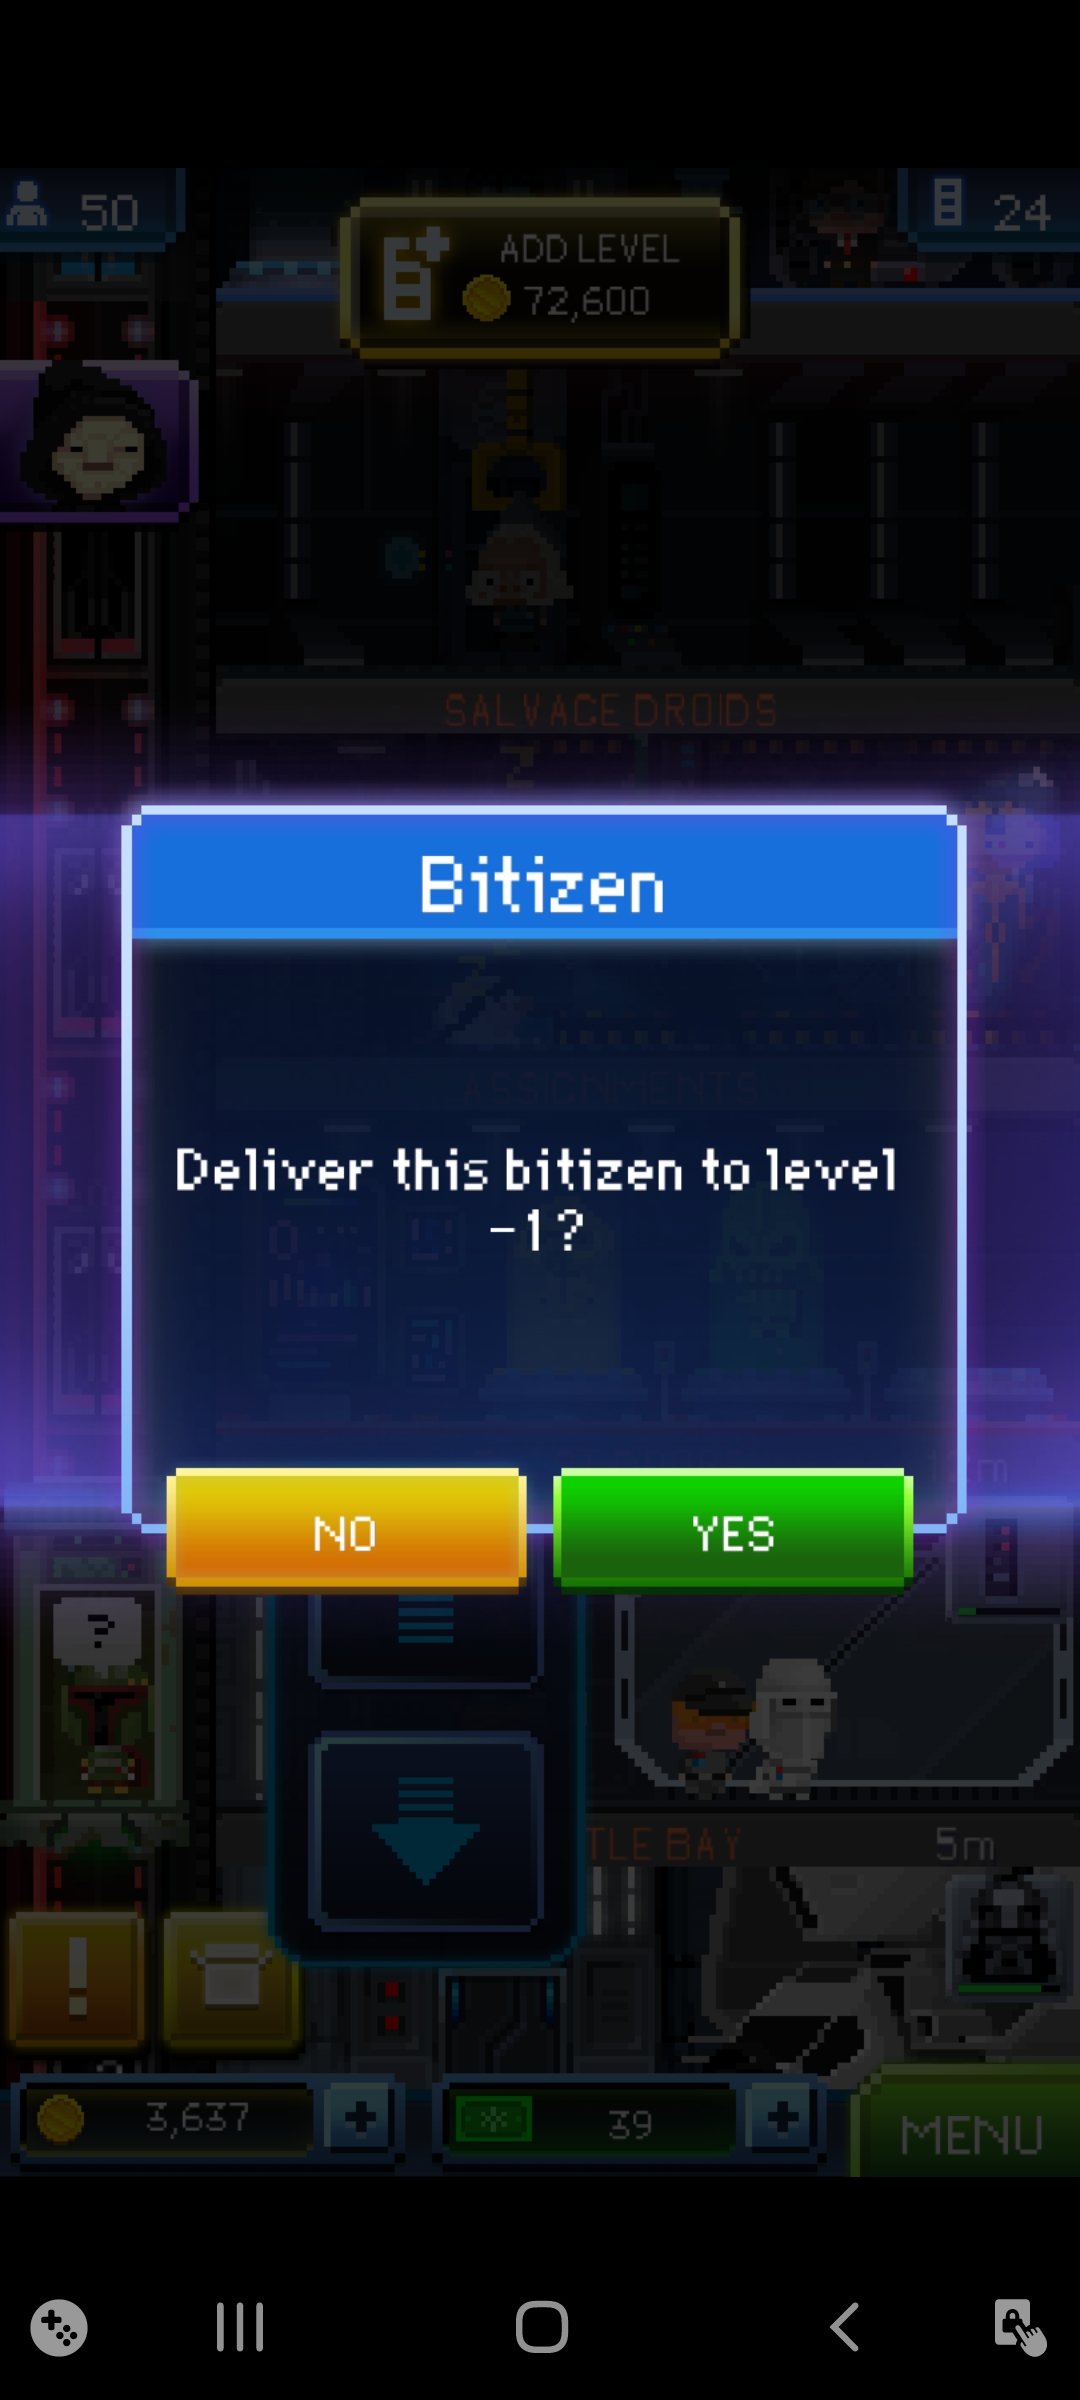 50
24
ADD LEVEL
72,600
SALVAGE DROIDS
Bitizen
ASSIGNMENTS
Deliver this bitizen to level
-1?
NO
YES
?
TLE BAY
5m
!
3,637
39
MENU